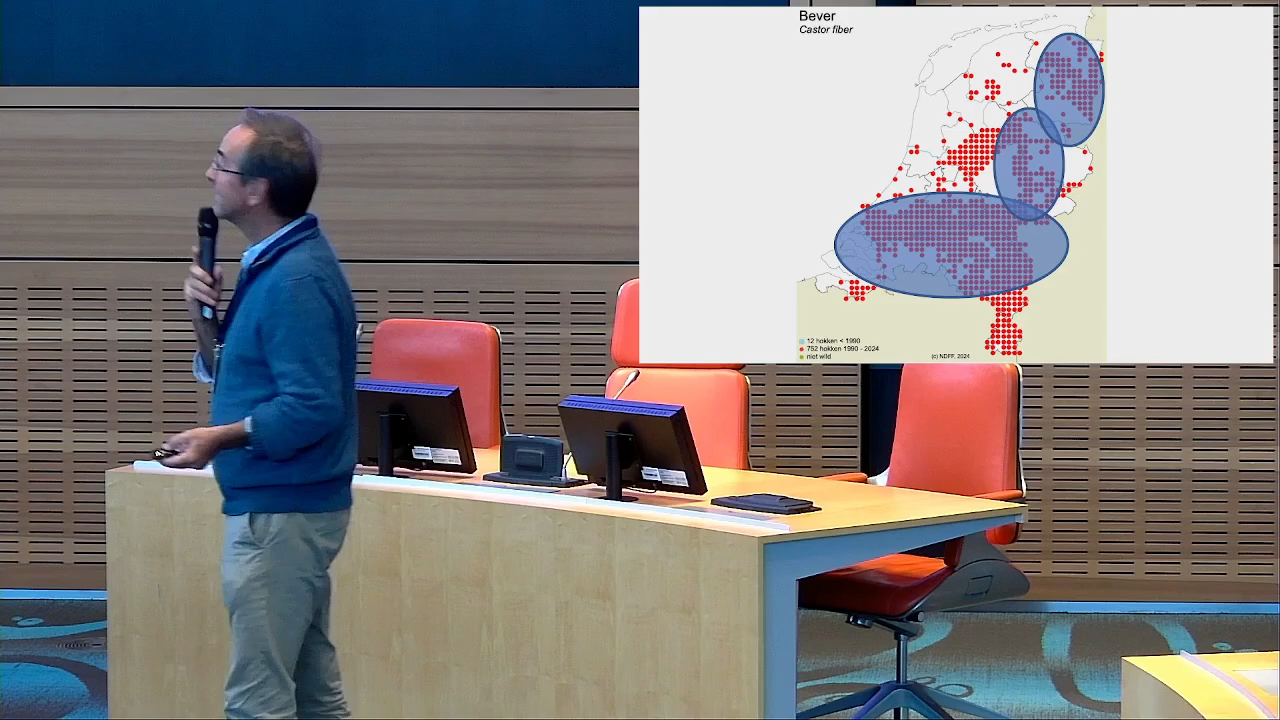 Bever
Castor fiber
12 hokken < 1990
752 hokken 1990 - 2024
niet wild
(c) NDFF, 2024